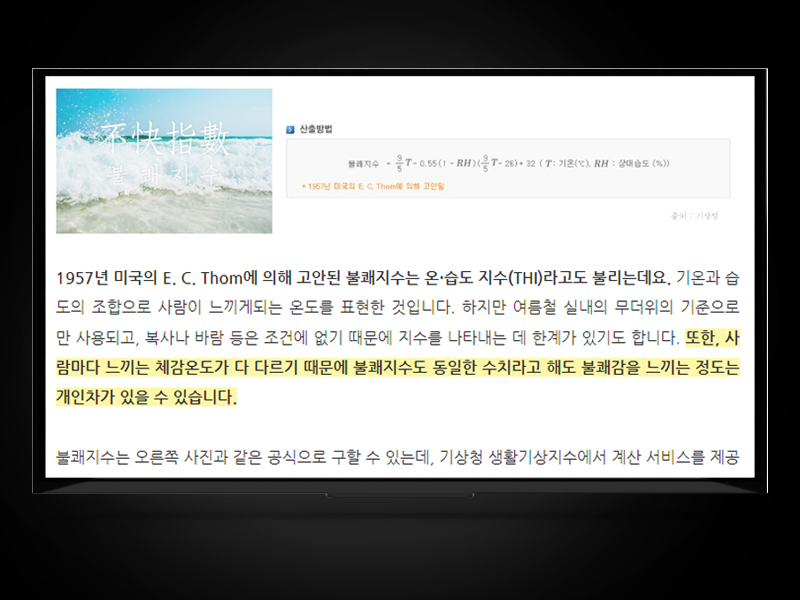 不快指數
불쾌지수
산출방법
불쾌지수 = 9/5 T - 0.55(1 - RH)(9/5 T - 26) + 32 ( T : 기온(℃), RH : 상대습도(%))
• 1957년 미국의 E. C. Thom에 의해 고안됨
출처 : 기상청
1957년 미국의 E. C. Thom에 의해 고안된 불쾌지수는 온·습도 지수(THI)라고도 불리는데요. 기온과 습
도의 조합으로 사람이 느끼게되는 온도를 표현한 것입니다. 하지만 여름철 실내의 무더위의 기준으로
만 사용되고, 복사나 바람 등은 조건에 없기 때문에 지수를 나타내는 데 한계가 있기도 합니다. 또한, 사
람마다 느끼는 체감온도가 다 다르기 때문에 불쾌지수도 동일한 수치라고 해도 불쾌감을 느끼는 정도는
개인차가 있을 수 있습니다.
불쾌지수는 오른쪽 사진과 같은 공식으로 구할 수 있는데, 기상청 생활기상지수에서 계산 서비스를 제공